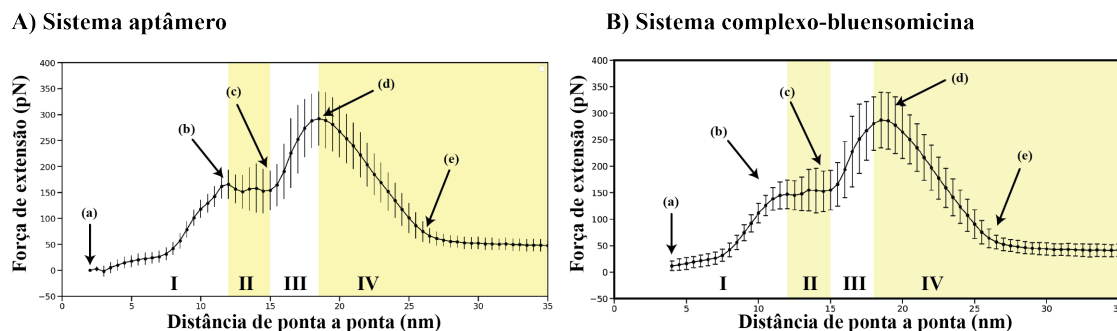 A) Sistema aptâmero
B) Sistema complexo-bluensomicina
Força de extensão (pN)
400
350
300
250
200
150
100
50
0
−50
(a)
(b)
(c)
(d)
(e)
I
II
III
IV
0
5
10
15
20
25
30
35
Distância de ponta a ponta (nm)
Força de extensão (pN)
400
350
300
250
200
150
100
50
0
−50
(a)
(b)
(c)
(d)
(e)
I
II
III
IV
0
5
10
15
20
25
30
35
Distância de ponta a ponta (nm)